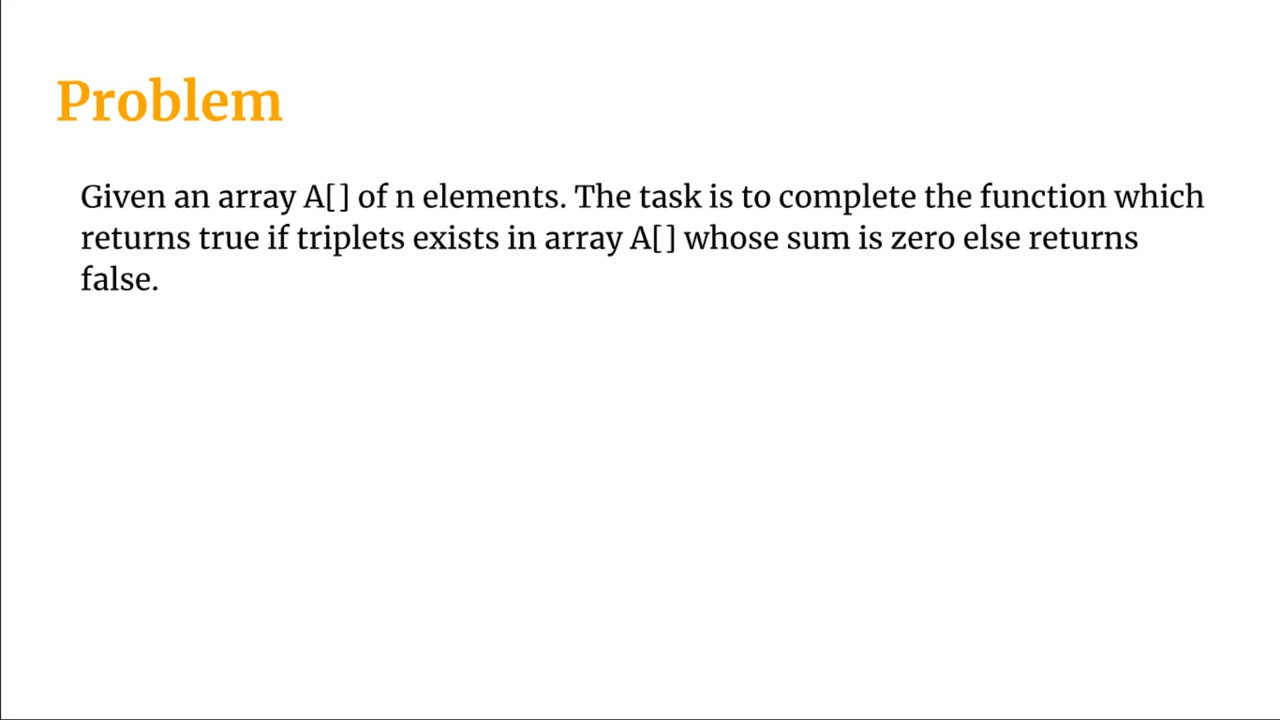 Problem
Given an array A[] of n elements. The task is to complete the function which
returns true if triplets exists in array A[] whose sum is zero else returns
false.